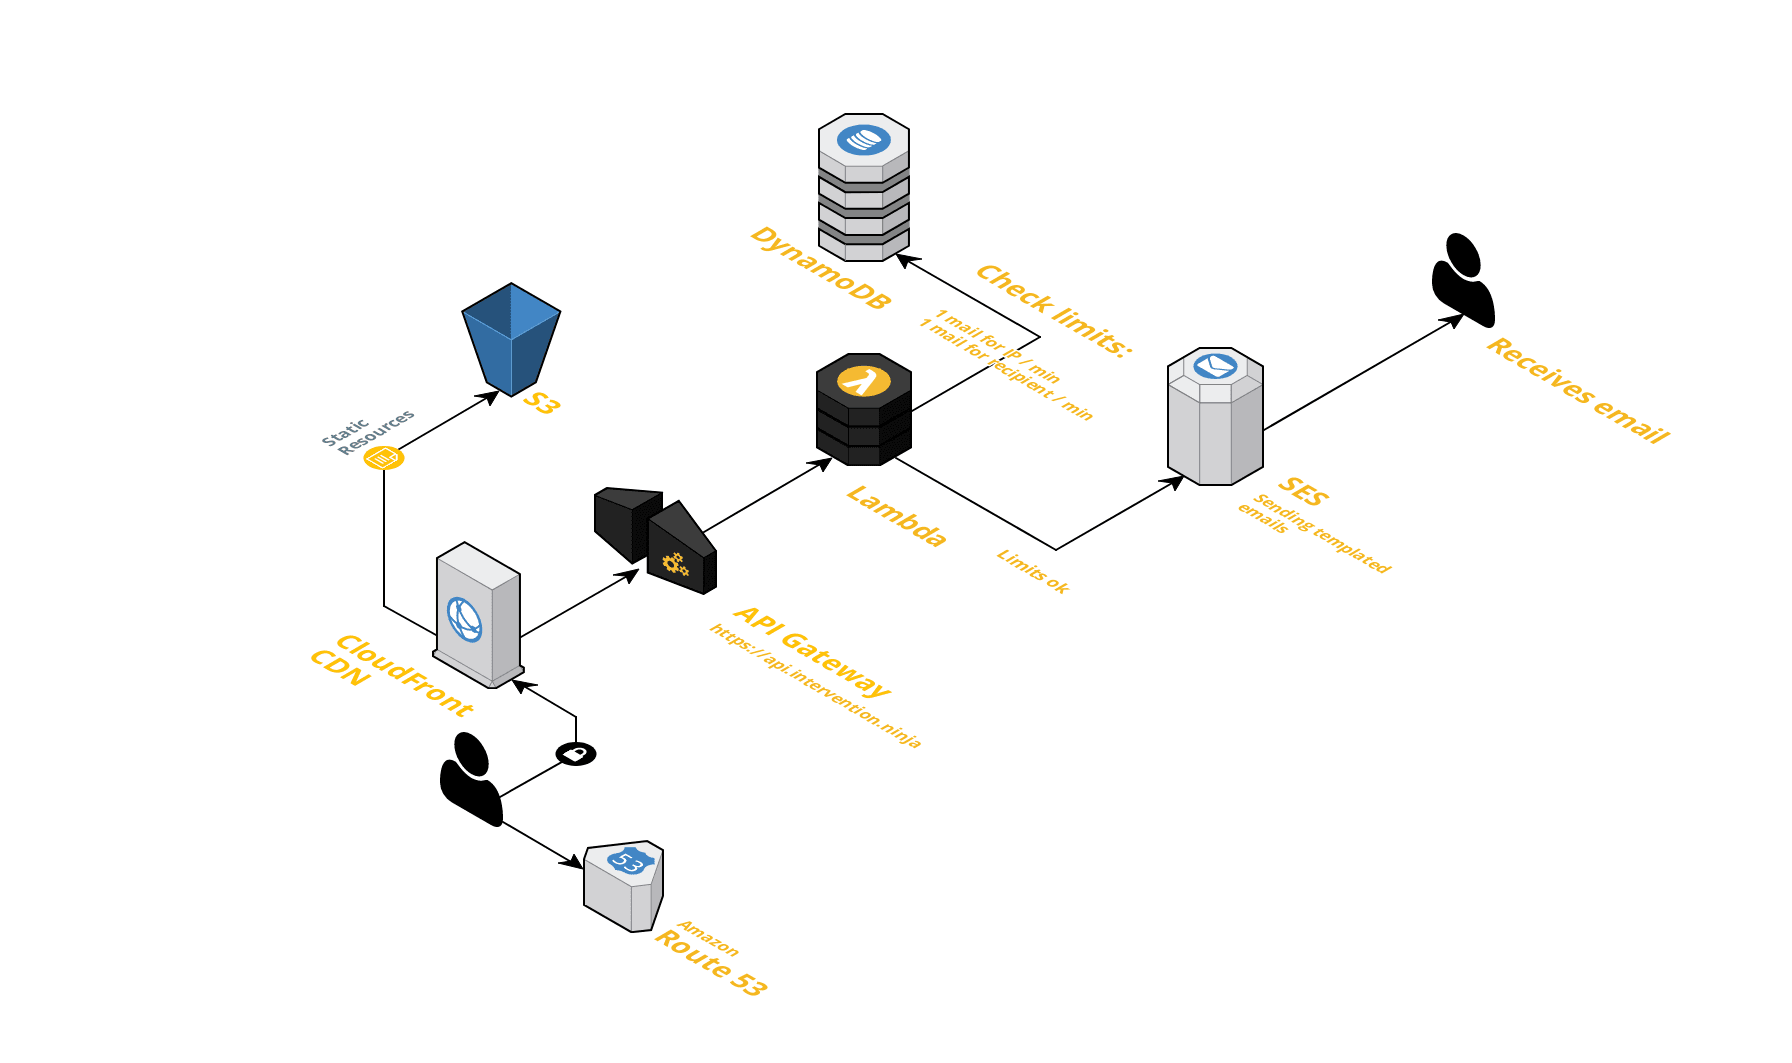 DynamoDB
Check limits:
1 mail for IP / min
1 mail for recipient / min
Receives email
S3
Static
Resources
λ
Lambda
SES
Sending templated
emails
Limits ok
API Gateway
https://api.intervention.ninja
CloudFront
CDN
53
Amazon
Route 53